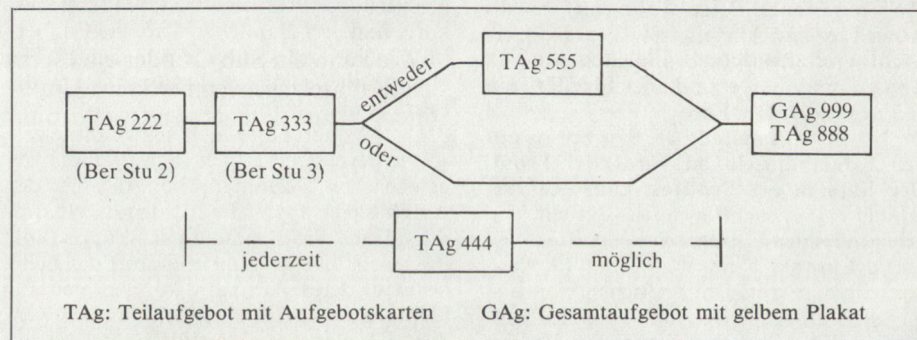 TAg 555
entweder
TAg 222
TAg 333
GAg 999
TAg 888
(Ber Stu 2)
(Ber Stu 3)
oder
TAg 444
jederzeit
möglich
TAg: Teilaufgebot mit Aufgebotskarten
GAg: Gesamtaufgebot mit gelbem Plakat